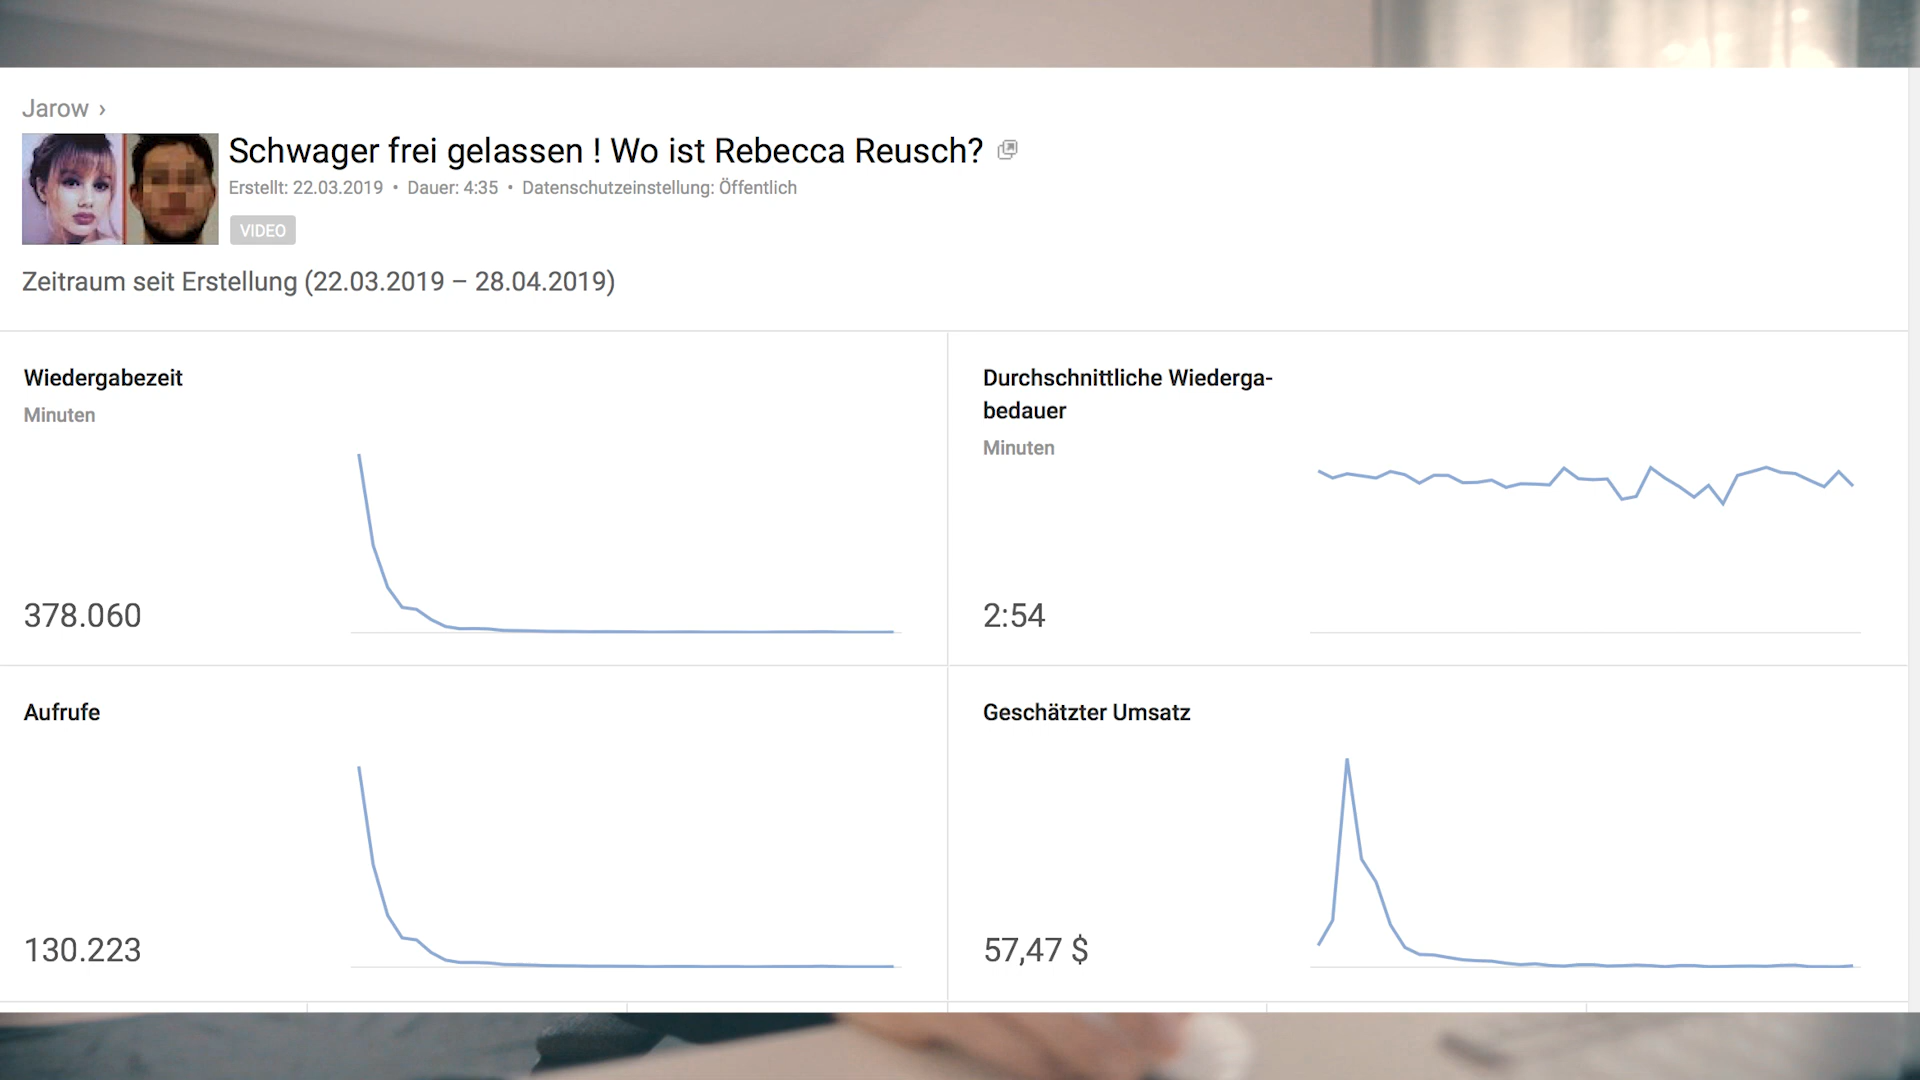 Jarow ›
Schwager frei gelassen ! Wo ist Rebecca Reusch?
Erstellt: 22.03.2019 • Dauer: 4:35 • Datenschutzeinstellung: Öffentlich
VIDEO
Zeitraum seit Erstellung (22.03.2019 – 28.04.2019)
Wiedergabezeit
Minuten
378.060
Durchschnittliche Wiederga-
bedauer
Minuten
2:54
Aufrufe
130.223
Geschätzter Umsatz
57,47 $